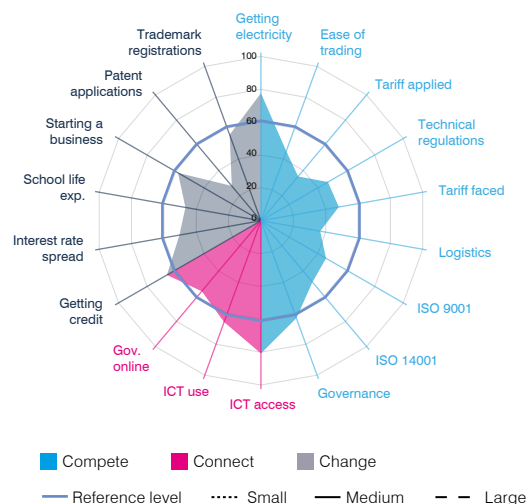 Getting
electricity
Ease of
trading
Tariff applied
Technical
regulations
Tariff faced
Logistics
ISO 9001
ISO 14001
Governance
ICT access
ICT use
Gov.
online
Getting
credit
Interest rate
spread
School life
exp.
Starting a
business
Patent
applications
Trademark
registrations
100
80
60
40
20
0
Compete Connect Change
Reference level Small Medium Large